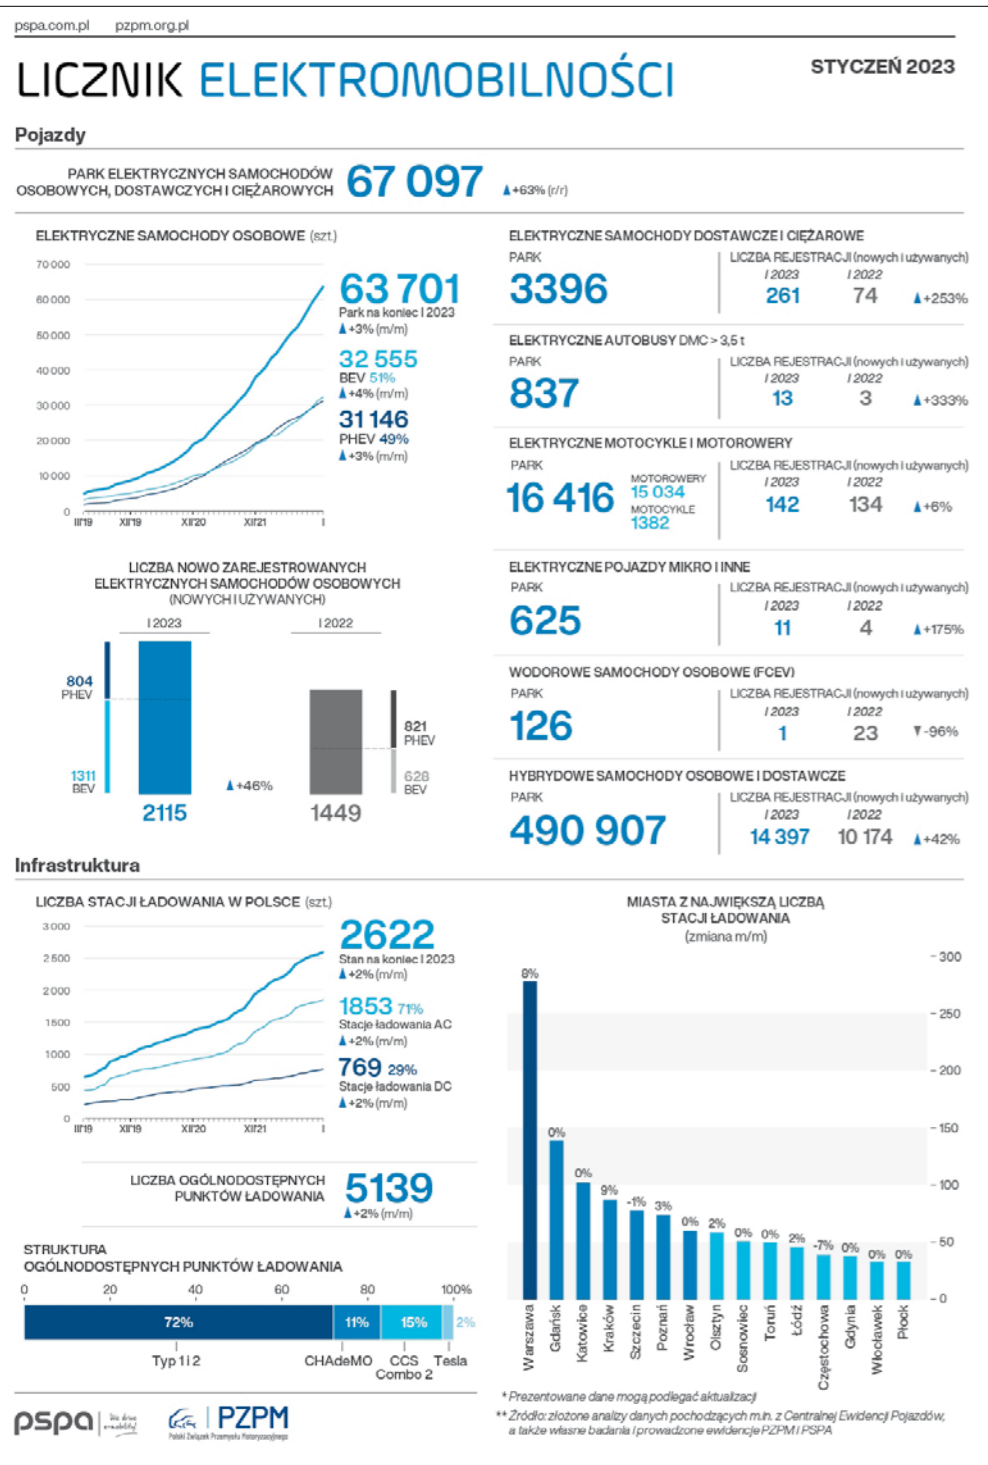 pspa.com.pl pzpm.org.pl
LICZNIK ELEKTROMOBILNOŚCI
STYCZEŃ 2023
Pojazdy
PARK ELEKTRYCZNYCH SAMOCHODÓW
OSOBOWYCH, DOSTAWCZYCH I CIĘŻAROWYCH
67 097
+63% (r/r)
ELEKTRYCZNE SAMOCHODY OSOBOWE (szt.)
70 000
60 000
50 000
40 000
30 000
20 000
10 000
0
III'19 XII'19 XII'20 XII'21 I
63 701
Park na koniec I 2023
+3% (m/m)
32 555
BEV 51%
+4% (m/m)
31 146
PHEV 49%
+3% (m/m)
LICZBA NOWO ZAREJESTROWANYCH
ELEKTRYCZNYCH SAMOCHODÓW OSOBOWYCH
(NOWYCH I UŻYWANYCH)
I 2023 I 2022
804
PHEV
1311
BEV
2115
+46%
821
PHEV
628
BEV
1449
ELEKTRYCZNE SAMOCHODY DOSTAWCZE I CIĘŻAROWE
PARK
3396
LICZBA REJESTRACJI (nowych i używanych)
I 2023 I 2022
261 74 +253%
ELEKTRYCZNE AUTOBUSY DMC > 3,5 t
PARK
837
LICZBA REJESTRACJI (nowych i używanych)
I 2023 I 2022
13 3 +333%
ELEKTRYCZNE MOTOCYKLE I MOTOROWERY
PARK
16 416
MOTOROWERY
15 034
MOTOCYKLE
1382
LICZBA REJESTRACJI (nowych i używanych)
I 2023 I 2022
142 134 +6%
ELEKTRYCZNE POJAZDY MIKRO I INNE
PARK
625
LICZBA REJESTRACJI (nowych i używanych)
I 2023 I 2022
11 4 +175%
WODOROWE SAMOCHODY OSOBOWE (FCEV)
PARK
126
LICZBA REJESTRACJI (nowych i używanych)
I 2023 I 2022
1 23 -96%
HYBRYDOWE SAMOCHODY OSOBOWE I DOSTAWCZE
PARK
490 907
LICZBA REJESTRACJI (nowych i używanych)
I 2023 I 2022
14 397 10 174 +42%
Infrastruktura
LICZBA STACJI ŁADOWANIA W POLSCE (szt.)
3 000
2 500
2 000
1 500
1000
500
0
III'19 XII'19 XII'20 XII'21 I
2622
Stan na koniec I 2023
+2% (m/m)
1853 71%
Stacje ładowania AC
+2% (m/m)
769 29%
Stacje ładowania DC
+2% (m/m)
LICZBA OGÓLNODOSTĘPNYCH
PUNKTÓW ŁADOWANIA
5139
+2% (m/m)
STRUKTURA
OGÓLNODOSTĘPNYCH PUNKTÓW ŁADOWANIA
0 20 40 60 80 100%
72% 11% 15% 2%
Typ 1 i 2 CHAdeMO CCS Tesla
Combo 2
MIASTA Z NAJWIĘKSZĄ LICZBĄ
STACJI ŁADOWANIA
(zmiana m/m)
300
250
200
150
100
50
0
8% 0% 0% 9% -1% 3% 0% 2% 0% 0% 2% -7% 0% 0% 0%
Warszawa
Gdańsk
Katowice
Kraków
Szczecin
Poznań
Wrocław
Olsztyn
Sosnowiec
Toruń
Łódź
Częstochowa
Gdynia
Włocławek
Płock
* Prezentowane dane mogą podlegać aktualizacji
** Źródło: złożone analizy danych pochodzących m.in. z Centralnej Ewidencji Pojazdów,
a także własne badania i prowadzone ewidencje PZPM i PSPA
pspa We drive e-mobility!
PZPM
Polski Związek Przemysłu Motoryzacyjnego